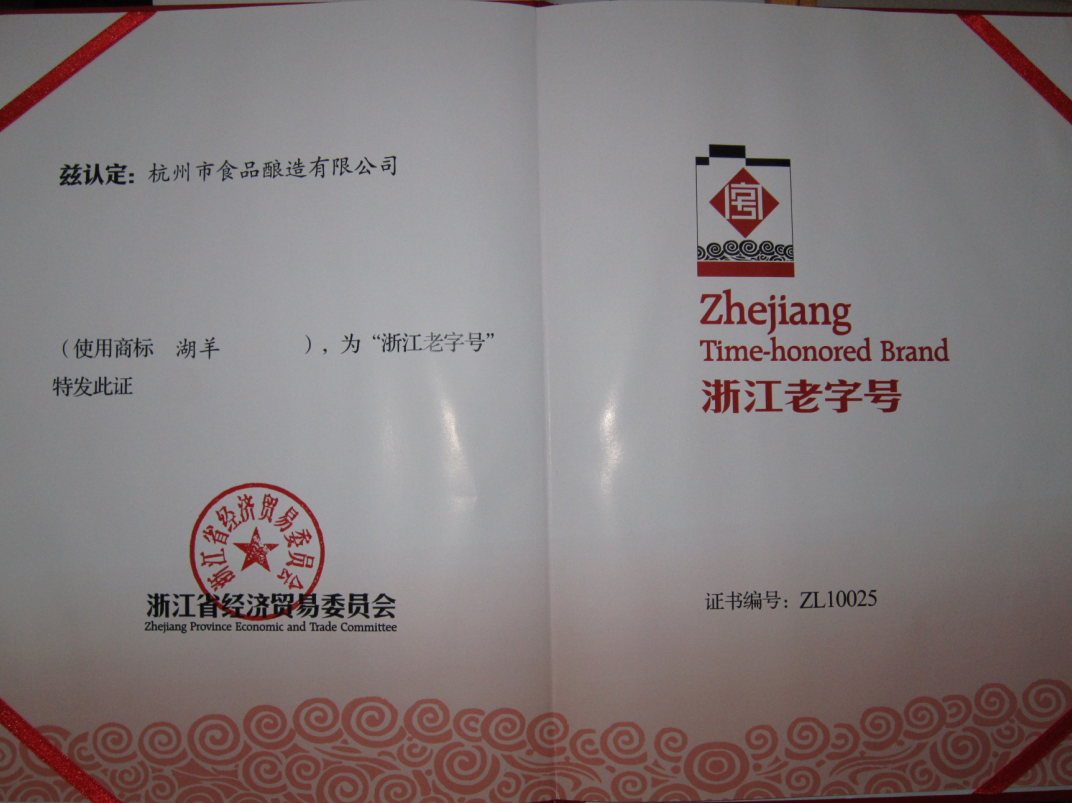 兹认定：杭州市食品酿造有限公司
（使用商标 湖羊 ），为“浙江老字号”
特发此证
浙江省经济贸易委员会
浙江省经济贸易委员会
Zhejiang Province Economic and Trade Committee
号
Zhejiang
Time-honored Brand
浙江老字号
证书编号：ZL10025